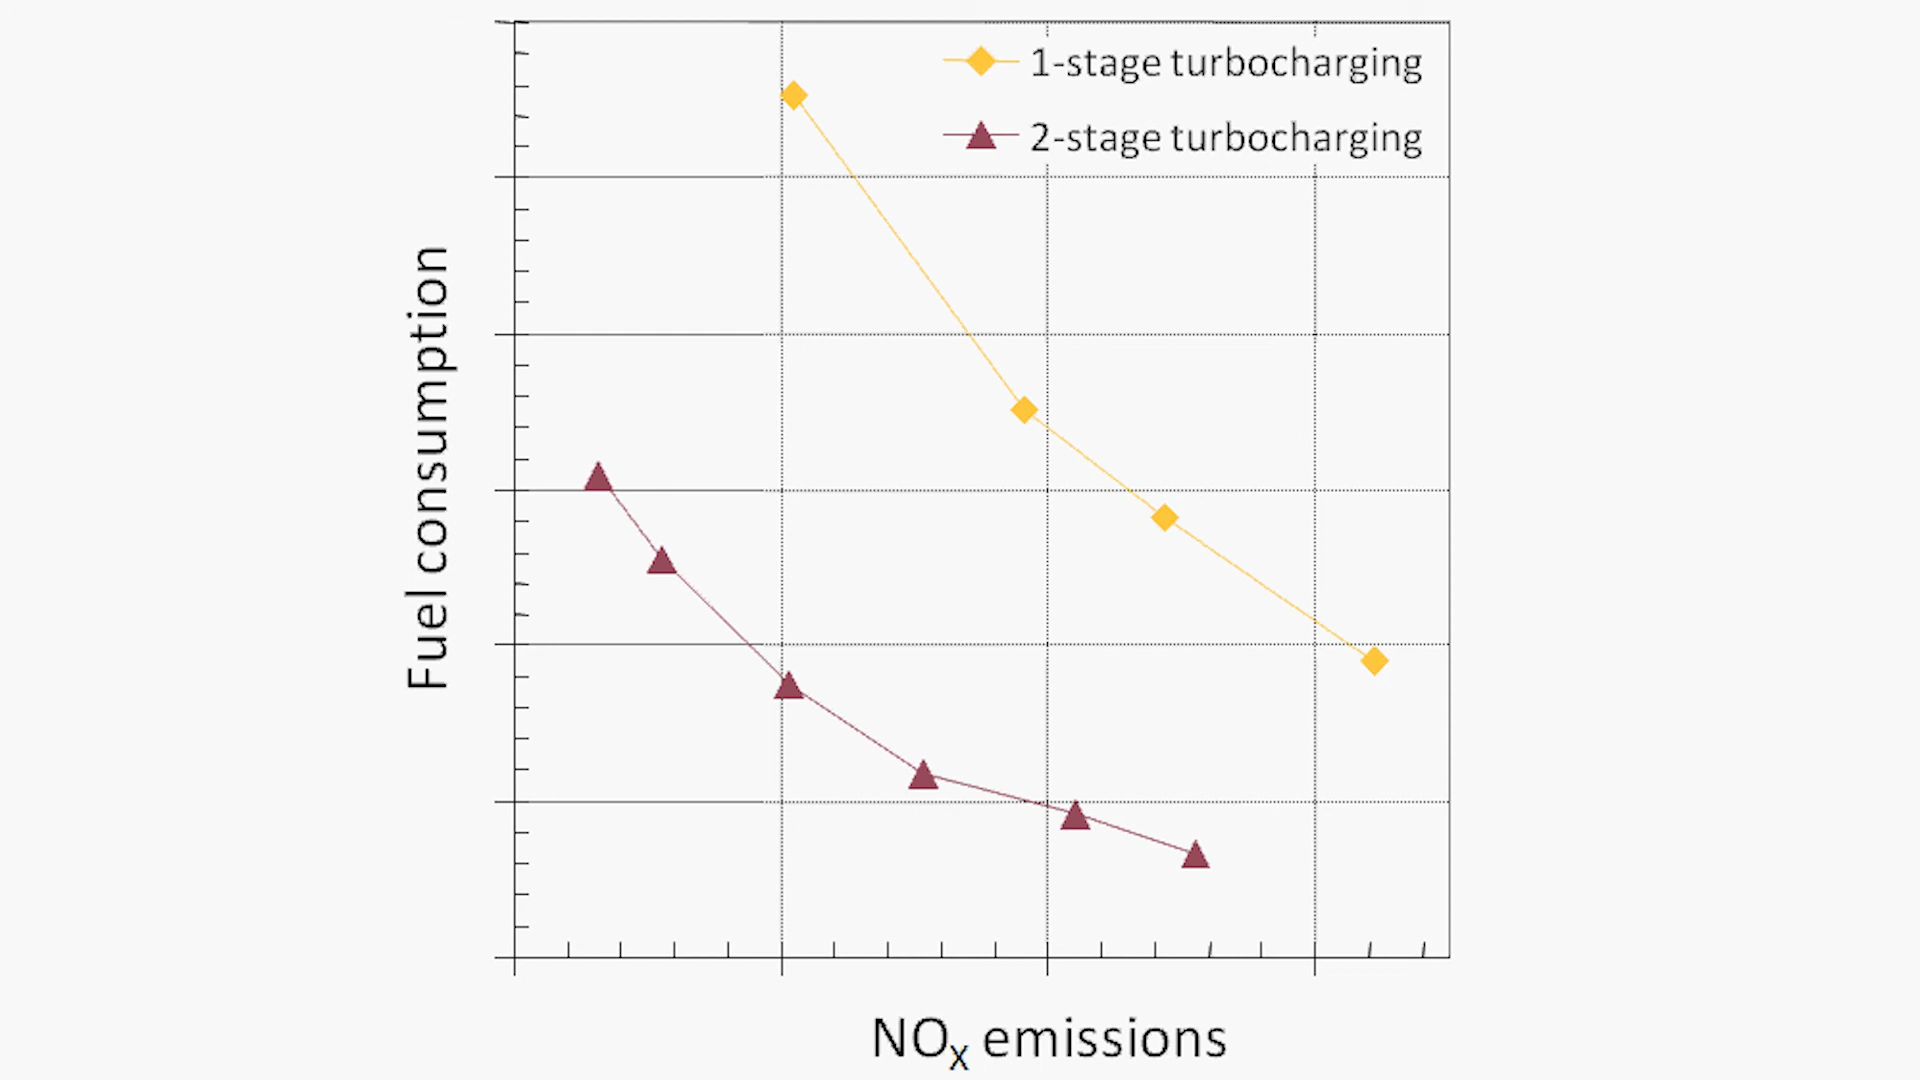 1-stage turbocharging
2-stage turbocharging
Fuel consumption
NOX emissions